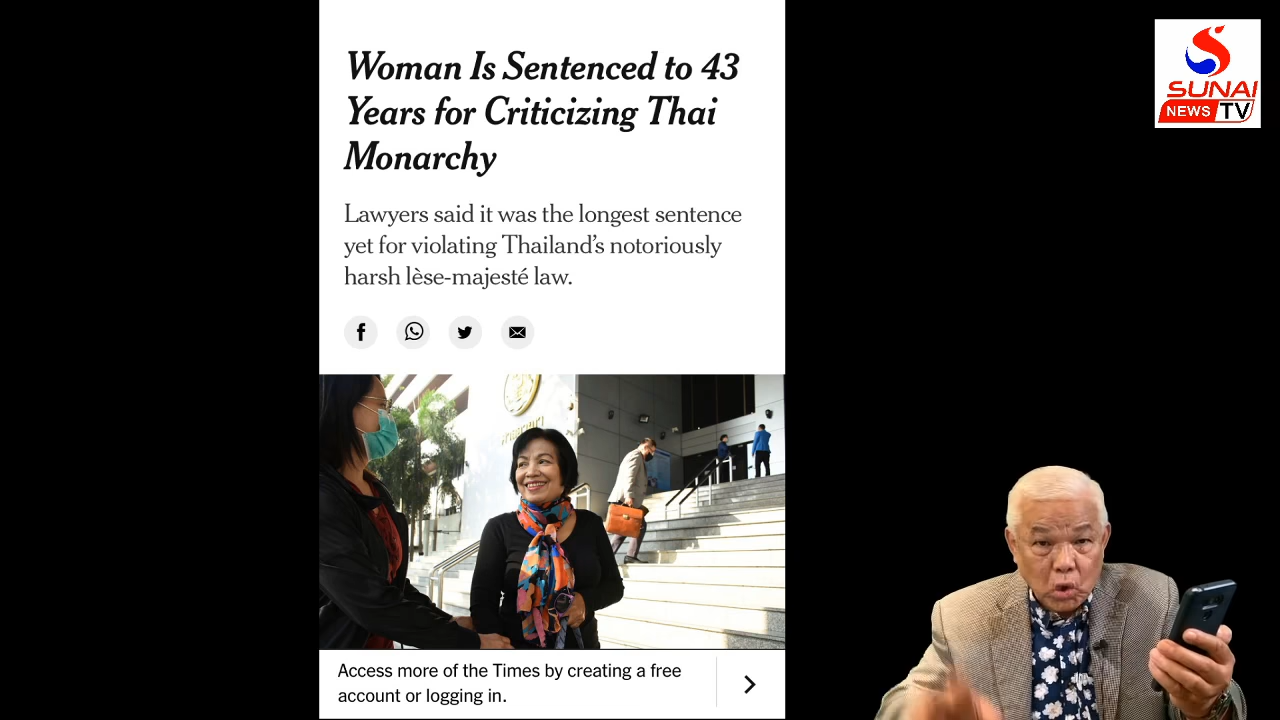 Woman Is Sentenced to 43
Years for Criticizing Thai
Monarchy
Lawyers said it was the longest sentence
yet for violating Thailand's notoriously
harsh lèse-majesté law.
Access more of the Times by creating a free
account or logging in.
SUNAI
NEWS TV